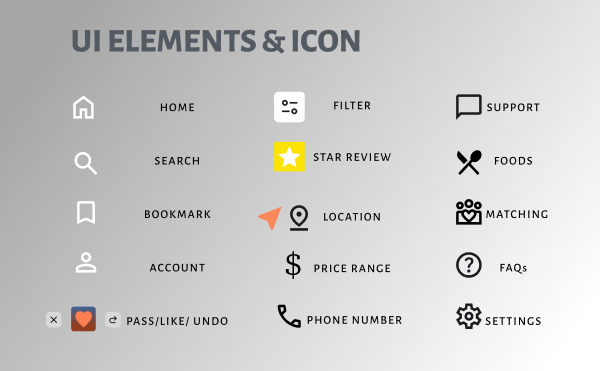 UI ELEMENTS & ICON
HOME
FILTER
SUPPORT
SEARCH
STAR REVIEW
FOODS
BOOKMARK
LOCATION
MATCHING
ACCOUNT
$ PRICE RANGE
? FAQs
PASS/LIKE/ UNDO
PHONE NUMBER
SETTINGS